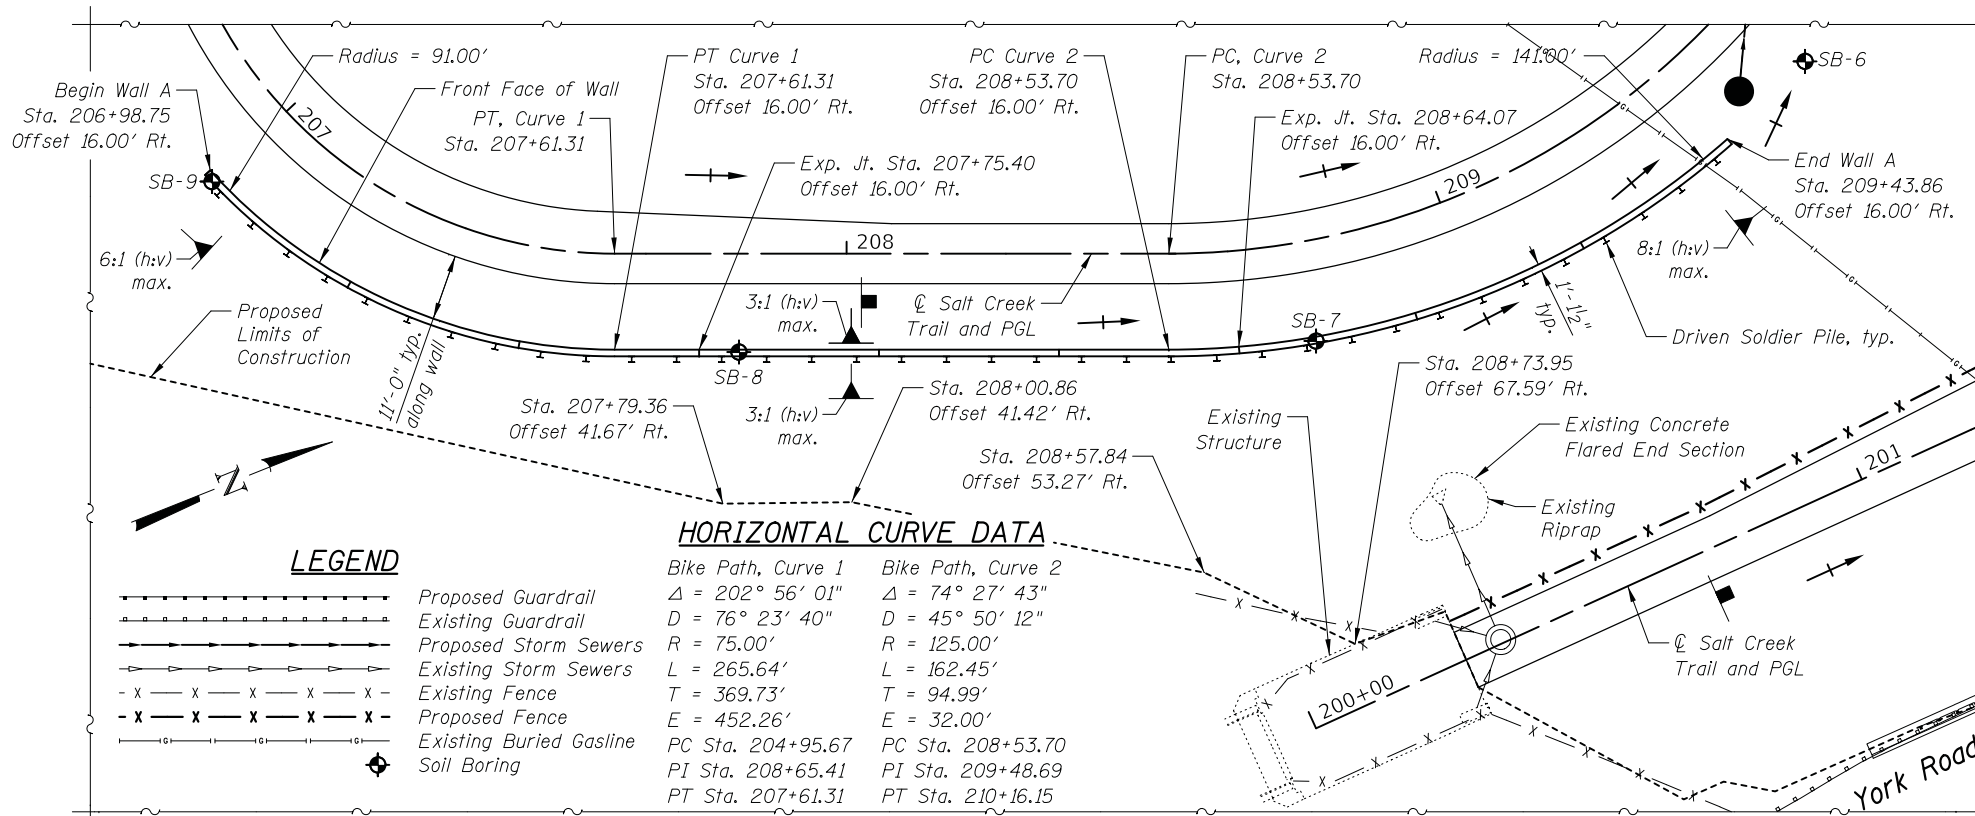 Radius = 91.00'
PT Curve 1
Sta. 207+61.31
Offset 16.00' Rt.
PC Curve 2
Sta. 208+53.70
Offset 16.00' Rt.
PC, Curve 2
Sta. 208+53.70
Radius = 141.00'
SB-6
Begin Wall A
Sta. 206+98.75
Offset 16.00' Rt.
Front Face of Wall
PT, Curve 1
Sta. 207+61.31
207
Exp. Jt. Sta. 207+75.40
Offset 16.00' Rt.
Exp. Jt. Sta. 208+64.07
Offset 16.00' Rt.
End Wall A
Sta. 209+43.86
Offset 16.00' Rt.
SB-9
209
208
6:1 (h:v)
max.
8:1 (h:v)
max.
Proposed
Limits of
Construction
3:1 (h:v)
max.
℄ Salt Creek
Trail and PGL
SB-7
1'-1½"
typ.
Driven Soldier Pile, typ.
11'-0" typ.
along wall
SB-8
3:1 (h:v)
max.
Sta. 207+79.36
Offset 41.67' Rt.
Sta. 208+00.86
Offset 41.42' Rt.
Sta. 208+73.95
Offset 67.59' Rt.
Existing
Structure
Existing Concrete
Flared End Section
Sta. 208+57.84
Offset 53.27' Rt.
201
Existing
Riprap
N
LEGEND
Proposed Guardrail
Existing Guardrail
Proposed Storm Sewers
Existing Storm Sewers
Existing Fence
Proposed Fence
Existing Buried Gasline
Soil Boring
HORIZONTAL CURVE DATA
Bike Path, Curve 1
Δ = 202° 56' 01"
D = 76° 23' 40"
R = 75.00'
L = 265.64'
T = 369.73'
E = 452.26'
PC Sta. 204+95.67
PI Sta. 208+65.41
PT Sta. 207+61.31
Bike Path, Curve 2
Δ = 74° 27' 43"
D = 45° 50' 12"
R = 125.00'
L = 162.45'
T = 94.99'
E = 32.00'
PC Sta. 208+53.70
PI Sta. 209+48.69
PT Sta. 210+16.15
200+00
℄ Salt Creek
Trail and PGL
York Road